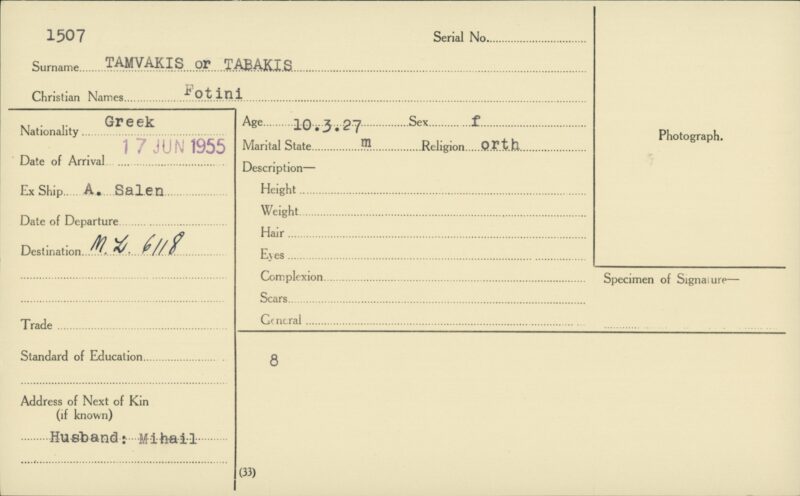 1507
Serial No.
Surname TAMVAKIS or TABAKIS
Christian Names Fotini
Nationality Greek
Date of Arrival 17 JUN 1955
Ex Ship A. Salen
Date of Departure
Destination M.L. 6118
Trade
Standard of Education
Address of Next of Kin
(if known)
Husband: Mihail
Age 10.3.27 Sex f
Marital State m Religion orth
Description—
Height
Weight
Hair
Eyes
Complexion
Scars
General
8
(33)
Photograph.
Specimen of Signature—